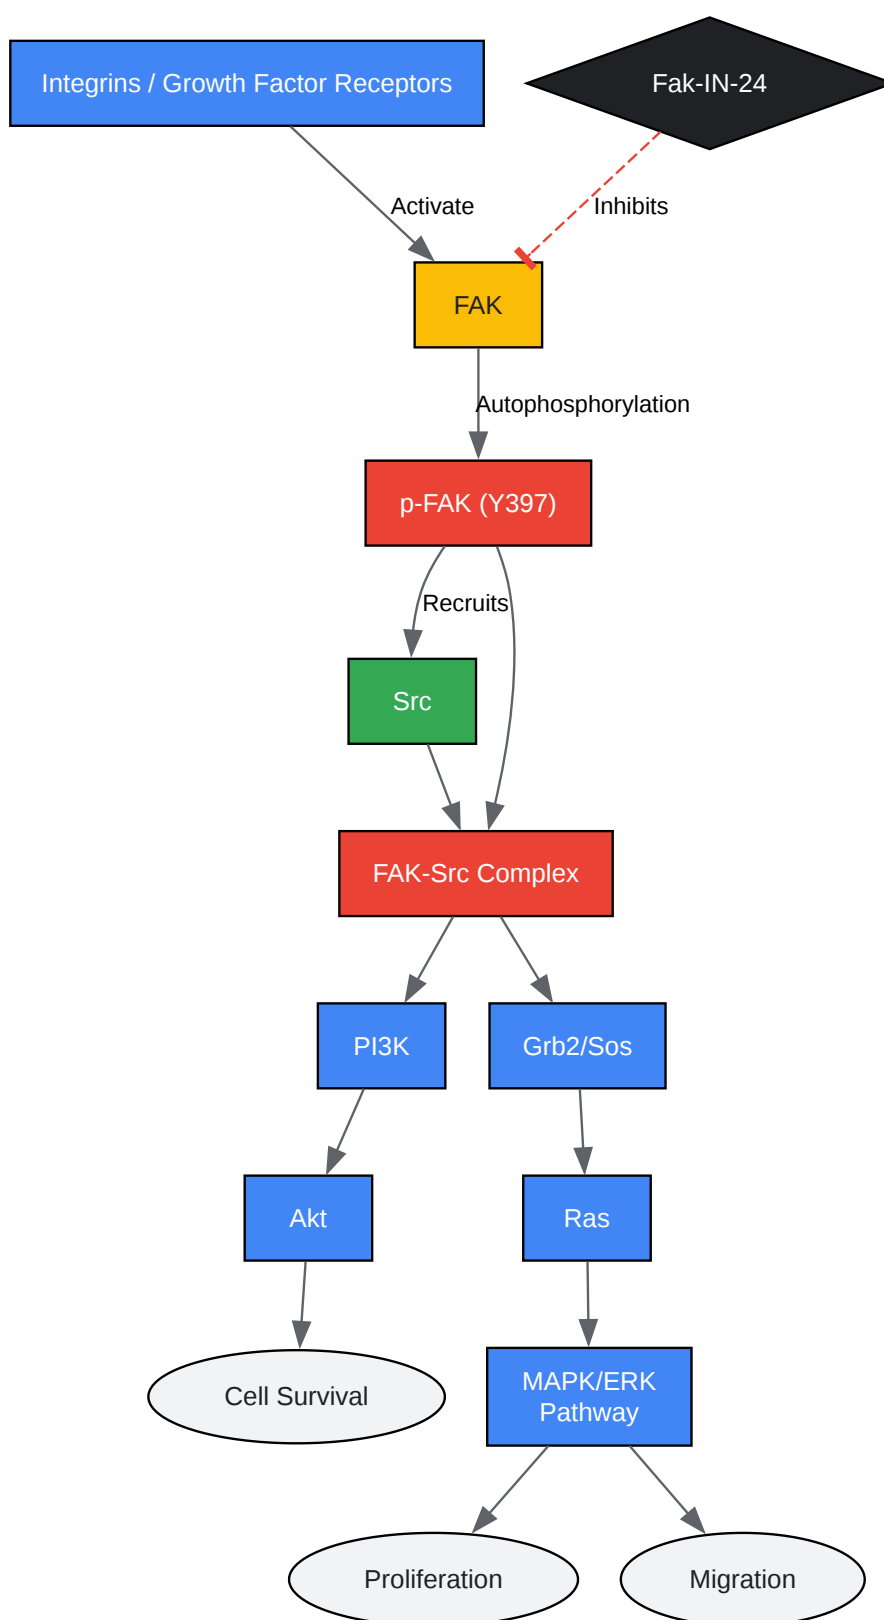 Integrins / Growth Factor Receptors
Fak-IN-24
Activate
Inhibits
FAK
Autophosphorylation
p-FAK (Y397)
Recruits
Src
FAK-Src Complex
PI3K
Grb2/Sos
Akt
Ras
Cell Survival
MAPK/ERK
Pathway
Proliferation
Migration